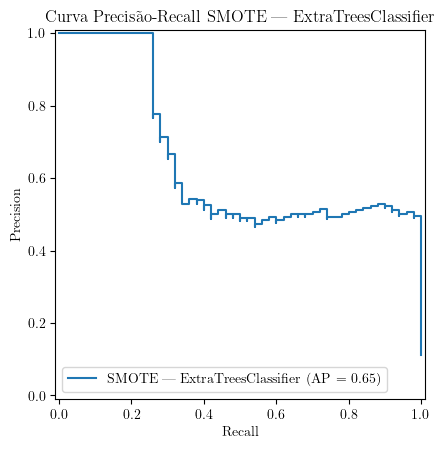 Curva Precisão-Recall SMOTE — ExtraTreesClassifier
1.0
0.8
0.6
0.4
0.2
0.0
Precision
SMOTE — ExtraTreesClassifier (AP = 0.65)
0.0 0.2 0.4 0.6 0.8 1.0
Recall